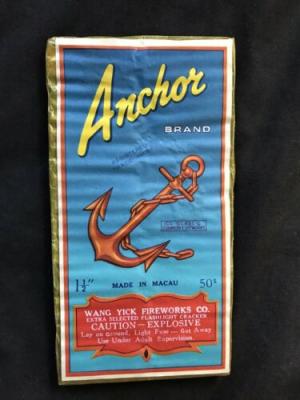 Anchor
BRAND
1½" MADE IN MACAU 50s
WANG YICK FIREWORKS CO.
EXTRA SELECTED FLASHLIGHT CRACKER
CAUTION—EXPLOSIVE
Lay on Ground, Light Fuse — Get Away
Use Under Adult Supervision.